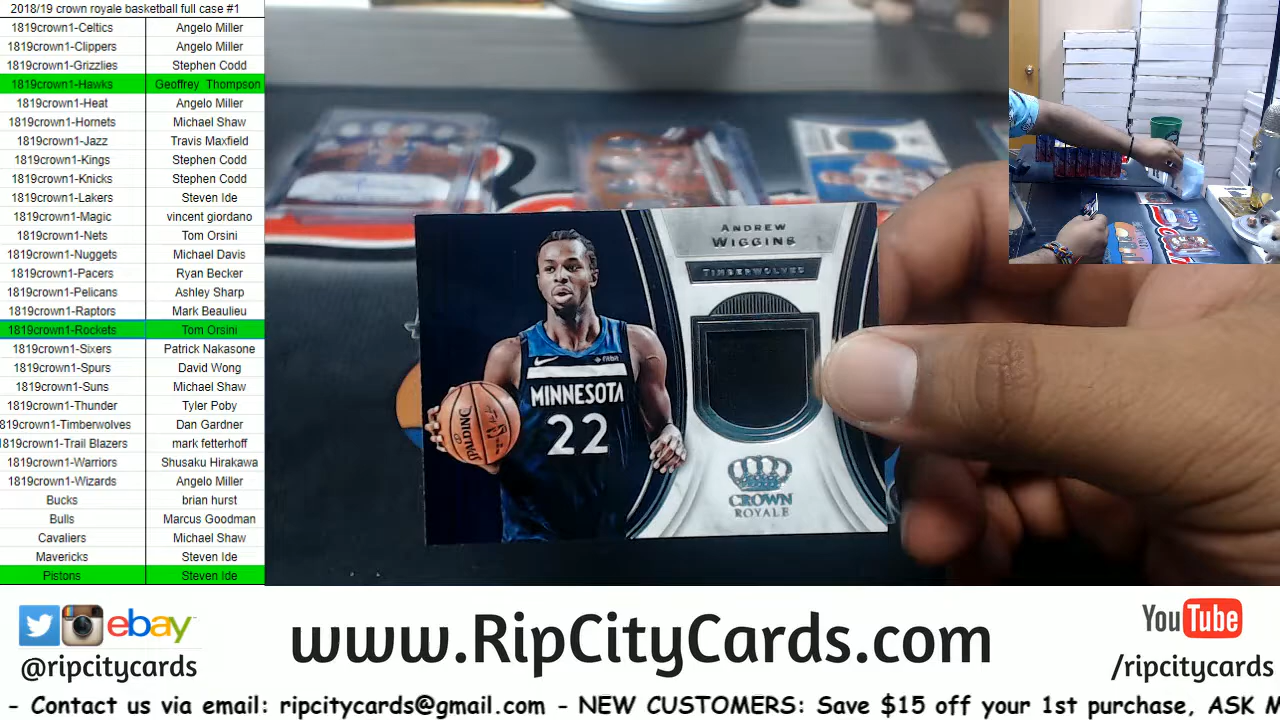 2018/19 crown royale basketball full case #1
1819crown1-Celtics Angelo Miller
1819crown1-Clippers Angelo Miller
1819crown1-Grizzlies Stephen Codd
1819crown1-Hawks Geoffrey Thompson
1819crown1-Heat Angelo Miller
1819crown1-Hornets Michael Shaw
1819crown1-Jazz Travis Maxfield
1819crown1-Kings Stephen Codd
1819crown1-Knicks Stephen Codd
1819crown1-Lakers Steven Ide
1819crown1-Magic vincent giordano
1819crown1-Nets Tom Orsini
1819crown1-Nuggets Michael Davis
1819crown1-Pacers Ryan Becker
1819crown1-Pelicans Ashley Sharp
1819crown1-Raptors Mark Beaulieu
1819crown1-Rockets Tom Orsini
1819crown1-Sixers Patrick Nakasone
1819crown1-Spurs David Wong
1819crown1-Suns Michael Shaw
1819crown1-Thunder Tyler Poby
1819crown1-Timberwolves Dan Gardner
1819crown1-Trail Blazers mark fetterhoff
1819crown1-Warriors Shusaku Hirakawa
1819crown1-Wizards Angelo Miller
Bucks brian hurst
Bulls Marcus Goodman
Cavaliers Michael Shaw
Mavericks Steven Ide
Pistons Steven Ide
ANDREW
WIGGINS
TIMBERWOLVES
fitbit
MINNESOTA
22
SPALDING
CROWN
ROYALE
ebay
@ripcitycards
www.RipCityCards.com
YouTube
/ripcitycards
- Contact us via email: ripcitycards@gmail.com - NEW CUSTOMERS: Save $15 off your 1st purchase, ASK